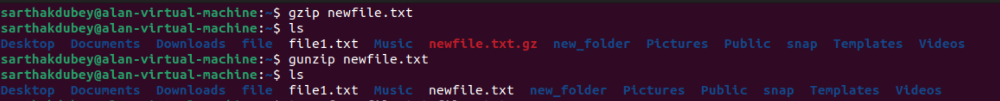 sarthakdubey@alan-virtual-machine:~$ gzip newfile.txt
sarthakdubey@alan-virtual-machine:~$ ls
Desktop  Documents  Downloads  file  file1.txt  Music  newfile.txt.gz  new_folder  Pictures  Public  snap  Templates  Videos
sarthakdubey@alan-virtual-machine:~$ gunzip newfile.txt
sarthakdubey@alan-virtual-machine:~$ ls
Desktop  Documents  Downloads  file  file1.txt  Music  newfile.txt  new_folder  Pictures  Public  snap  Templates  Videos